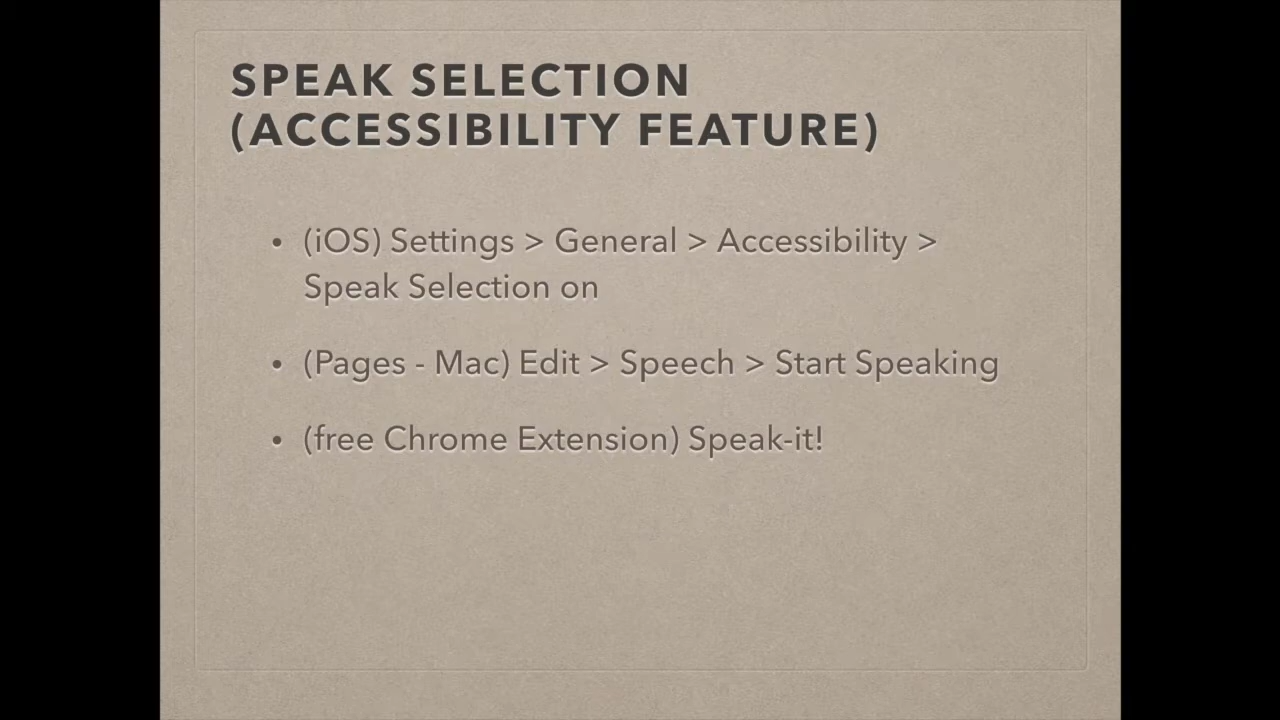 SPEAK SELECTION
(ACCESSIBILITY FEATURE)
• (iOS) Settings > General > Accessibility >
Speak Selection on
• (Pages - Mac) Edit > Speech > Start Speaking
• (free Chrome Extension) Speak-it!